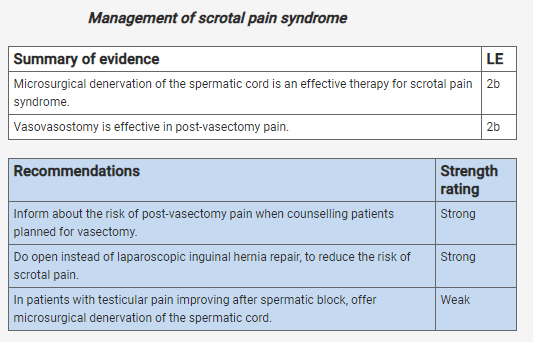 Management of scrotal pain syndrome
Summary of evidence LE
Microsurgical denervation of the spermatic cord is an effective therapy for scrotal pain 2b
syndrome.
Vasovasostomy is effective in post-vasectomy pain. 2b
Recommendations Strength
rating
Inform about the risk of post-vasectomy pain when counselling patients Strong
planned for vasectomy.
Do open instead of laparoscopic inguinal hernia repair, to reduce the risk of Strong
scrotal pain.
In patients with testicular pain improving after spermatic block, offer Weak
microsurgical denervation of the spermatic cord.